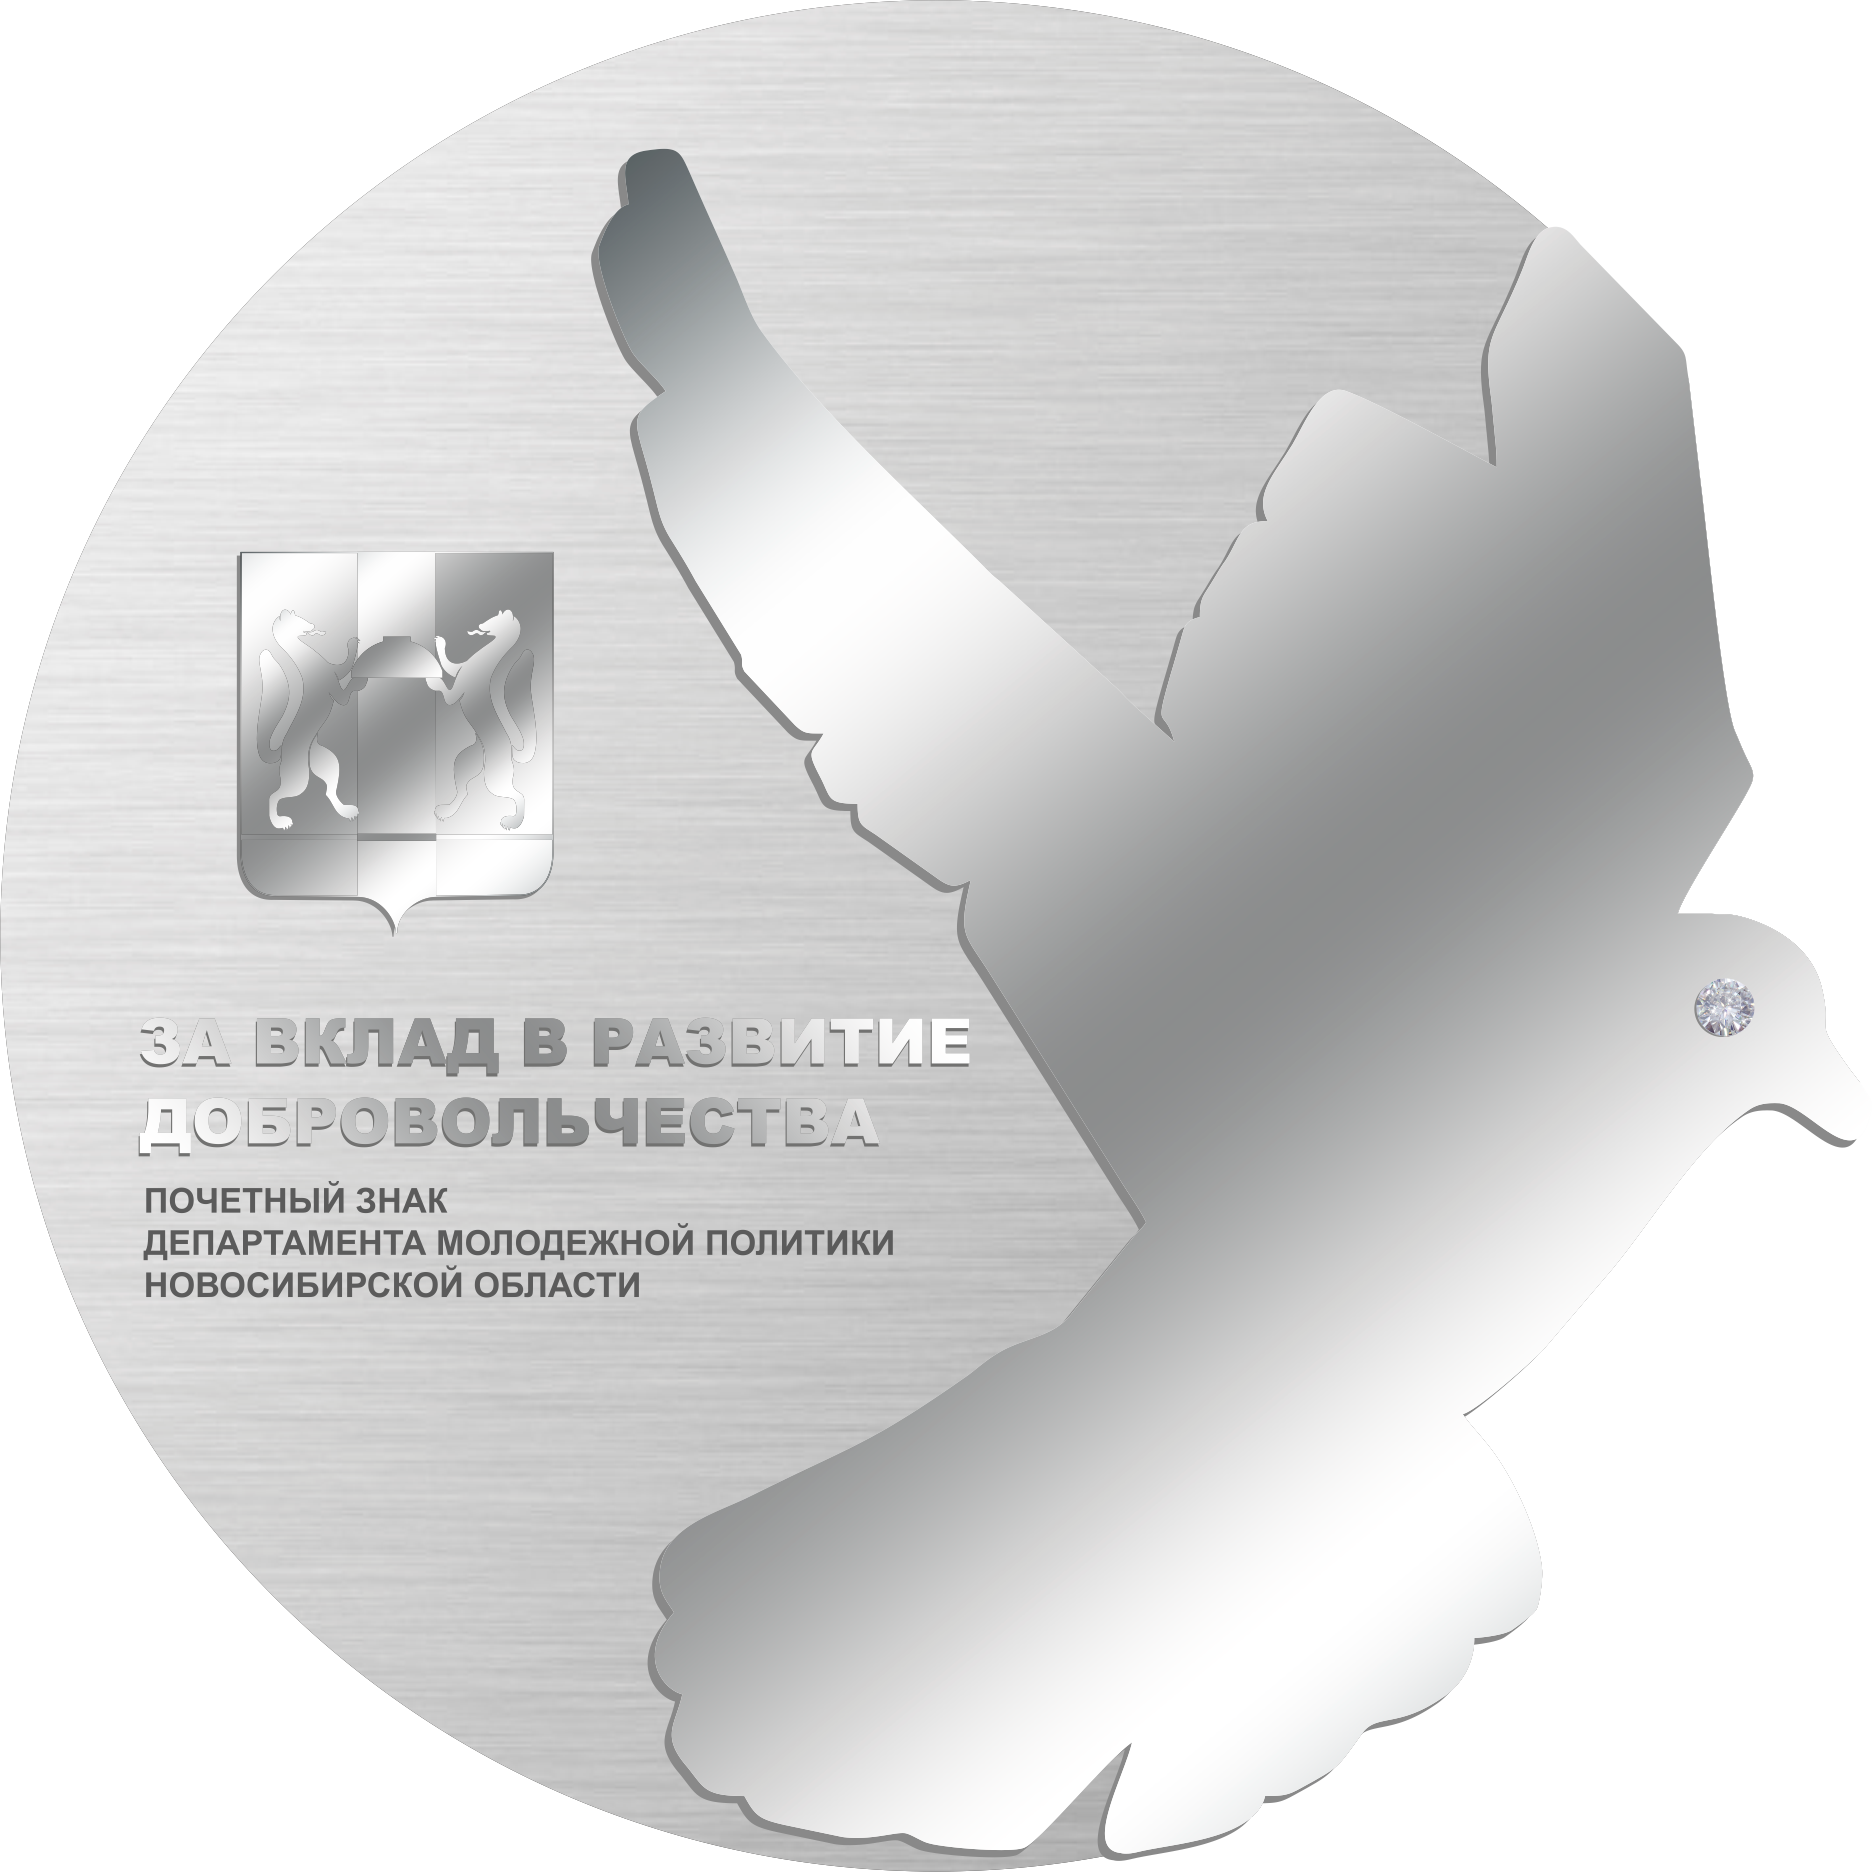 ЗА ВКЛАД В РАЗВИТИЕ
ДОБРОВОЛЬЧЕСТВА
ПОЧЕТНЫЙ ЗНАК
ДЕПАРТАМЕНТА МОЛОДЕЖНОЙ ПОЛИТИКИ
НОВОСИБИРСКОЙ ОБЛАСТИ